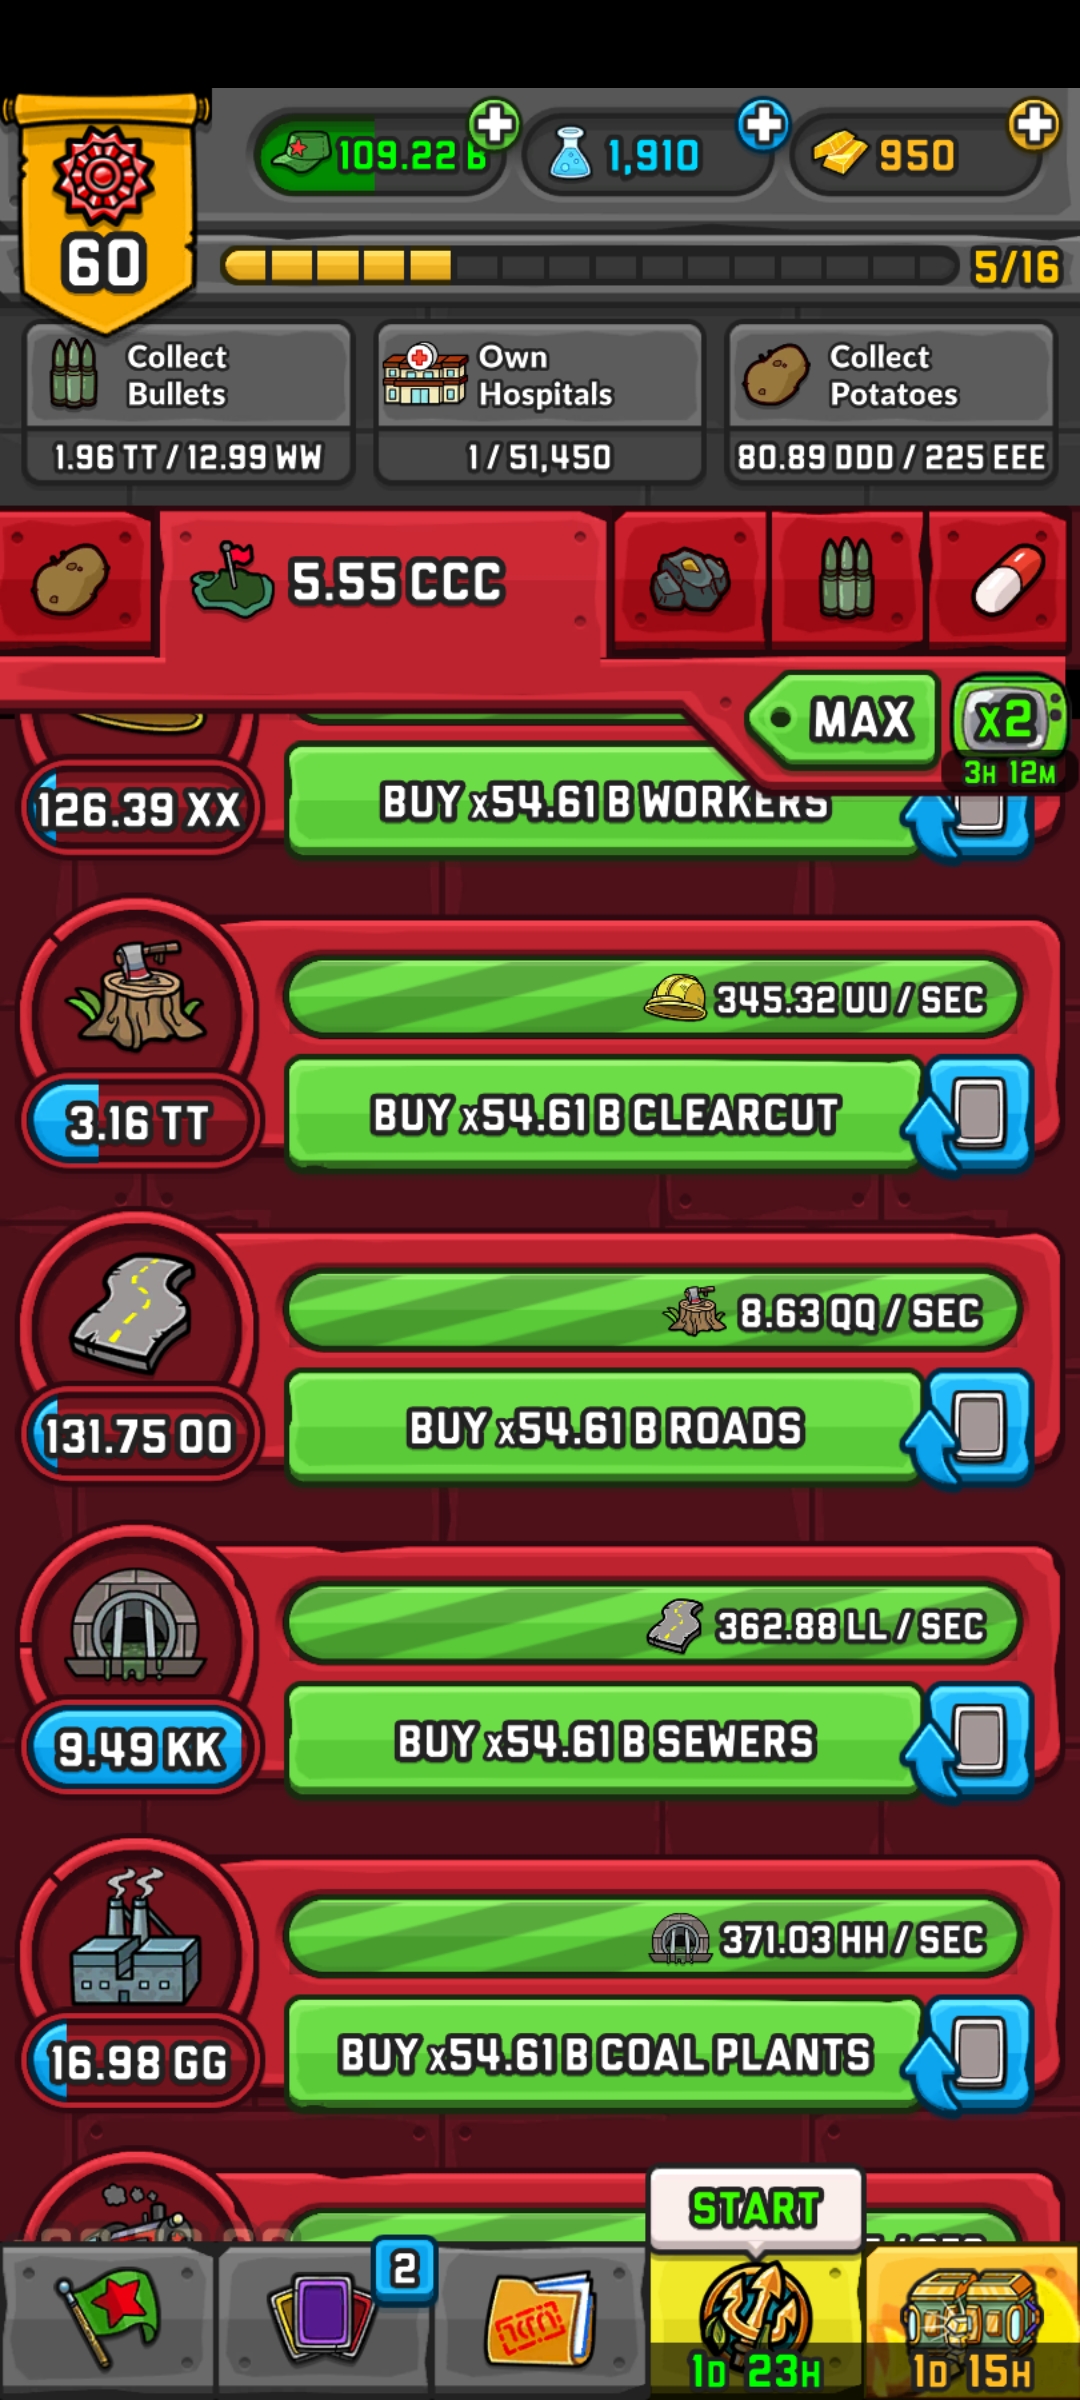 109.22 B
1,910
950
60
5/16
Collect
Bullets
Own
Hospitals
Collect
Potatoes
1.96 TT / 12.99 WW
1 / 51,450
80.89 DDD / 225 EEE
5.55 CCC
MAX
x2
3H 12M
126.39 XX
BUY x54.61 B WORKERS
345.32 UU / SEC
3.16 TT
BUY x54.61 B CLEARCUT
8.63 QQ / SEC
131.75 OO
BUY x54.61 B ROADS
362.88 LL / SEC
9.49 KK
BUY x54.61 B SEWERS
371.03 HH / SEC
16.98 GG
BUY x54.61 B COAL PLANTS
START
2
1D 23H
1D 15H